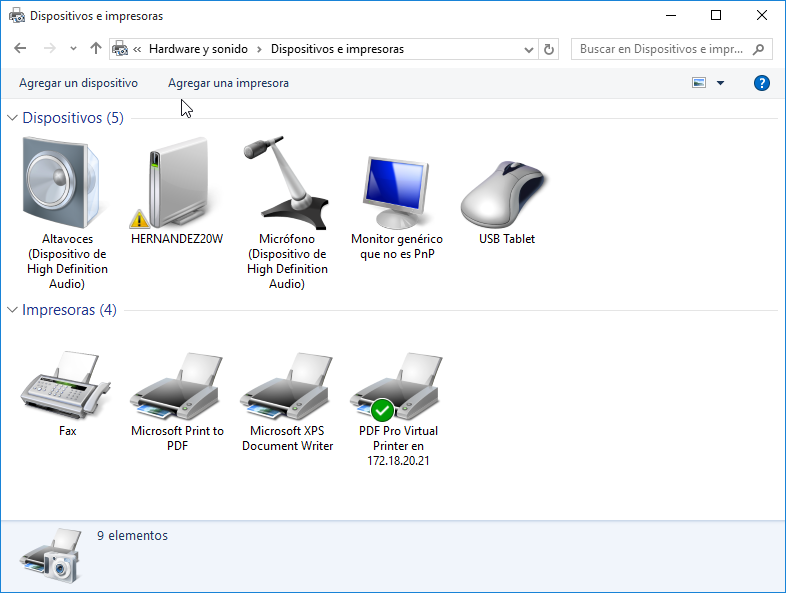 Dispositivos e impresoras
« Hardware y sonido › Dispositivos e impresoras
Buscar en Dispositivos e impr...
Agregar un dispositivo
Agregar una impresora
?
Dispositivos (5)
Altavoces
(Dispositivo de
High Definition
Audio)
HERNANDEZ20W
Micrófono
(Dispositivo de
High Definition
Audio)
Monitor genérico
que no es PnP
USB Tablet
Impresoras (4)
Fax
Microsoft Print to
PDF
Microsoft XPS
Document Writer
PDF Pro Virtual
Printer en
172.18.20.21
9 elementos